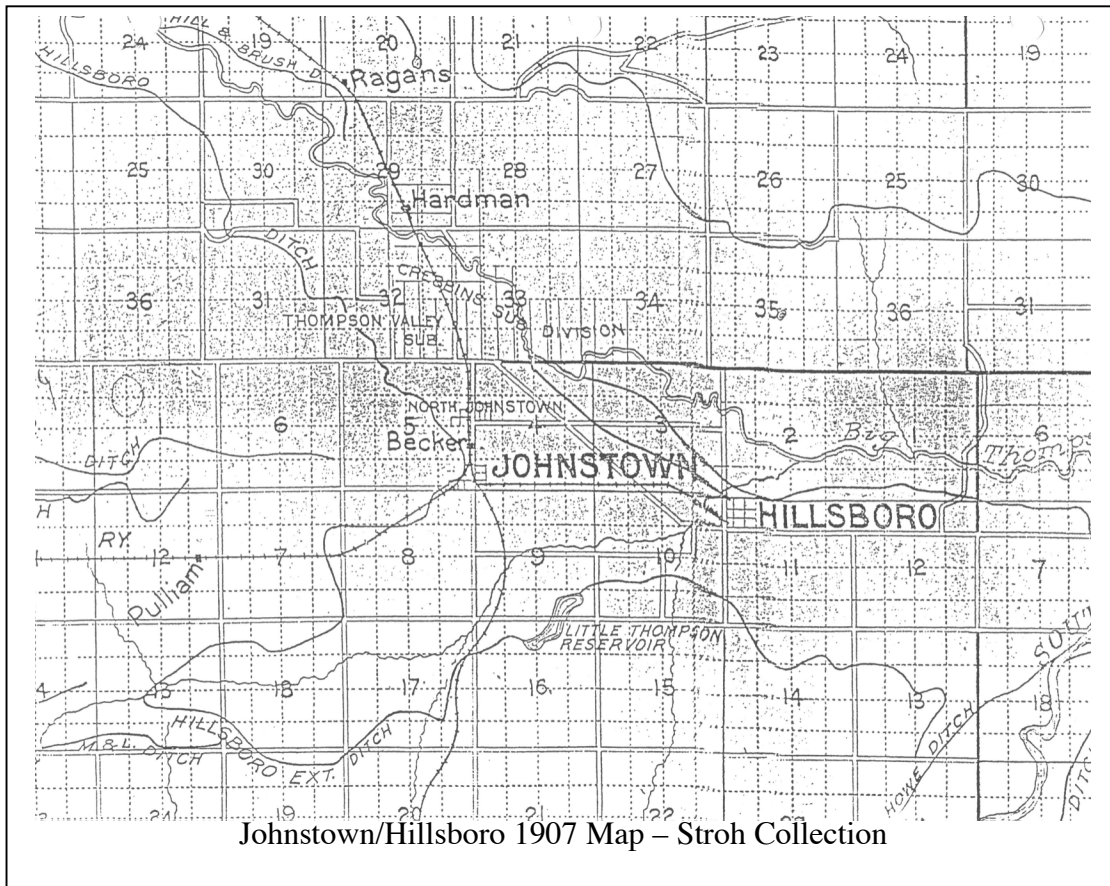 24 19 20 21 22 23 24 19
HILL & BRUSH D.
HILLSBORO
Ragans
25 30 29 28 27 26 25 30
Hardman
DITCH
36 31 32 33 34 35 36 31
CREBBINS SUB DIVISION
THOMPSON VALLEY
SUB.
NORTH JOHNSTOWN
6 5 4 3 2 1 6
Becker
Big Thomps
DITCH
JOHNSTOWN
HILLSBORO
H
RY.
12 7 8 9 10 11 12 7
Pulliam
LITTLE THOMPSON
RESERVOIR
4 13 18 17 16 15 14 13 18
HILLSBORO EXT. DITCH
M. & L. DITCH
HOWE DITCH
DITC
19 20 21 22
Johnstown/Hillsboro 1907 Map – Stroh Collection